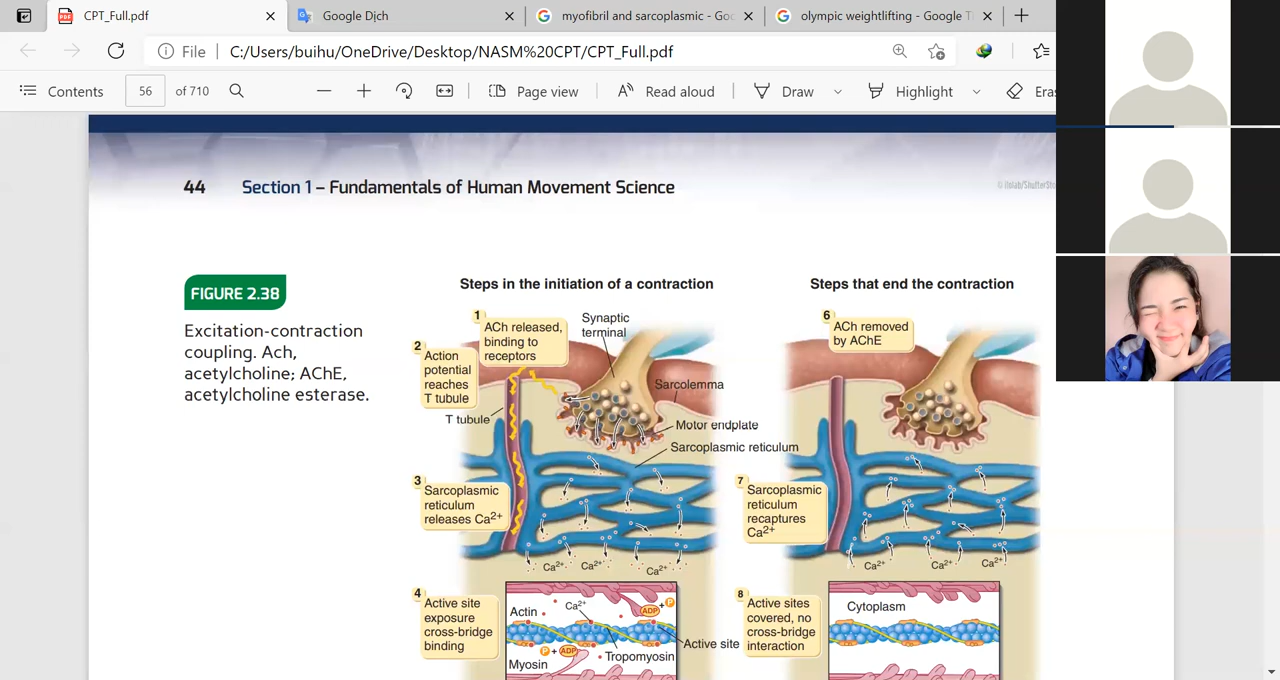 CPT_Full.pdf
Google Dịch
myofibril and sarcoplasmic - Goo
olympic weightlifting - Google T
File
C:/Users/buihu/OneDrive/Desktop/NASM%20CPT/CPT_Full.pdf
Contents
56
of 710
Page view
Read aloud
Draw
Highlight
Eras
44
Section 1 – Fundamentals of Human Movement Science
FIGURE 2.38
Excitation-contraction
coupling. Ach,
acetylcholine; AChE,
acetylcholine esterase.
Steps in the initiation of a contraction
1
ACh released,
binding to
receptors
Synaptic
terminal
2
Action
potential
reaches
T tubule
T tubule
Sarcolemma
Motor endplate
Sarcoplasmic reticulum
3
Sarcoplasmic
reticulum
releases Ca²⁺
Ca²⁺
Ca²⁺
Ca²⁺
4
Active site
exposure
cross-bridge
binding
Actin
Ca²⁺
ADP + P
Active site
P + ADP
Tropomyosin
Myosin
Steps that end the contraction
6
ACh removed
by AChE
7
Sarcoplasmic
reticulum
recaptures
Ca²⁺
Ca²⁺
Ca²⁺
Ca²⁺
8
Active sites
covered, no
cross-bridge
interaction
Cytoplasm